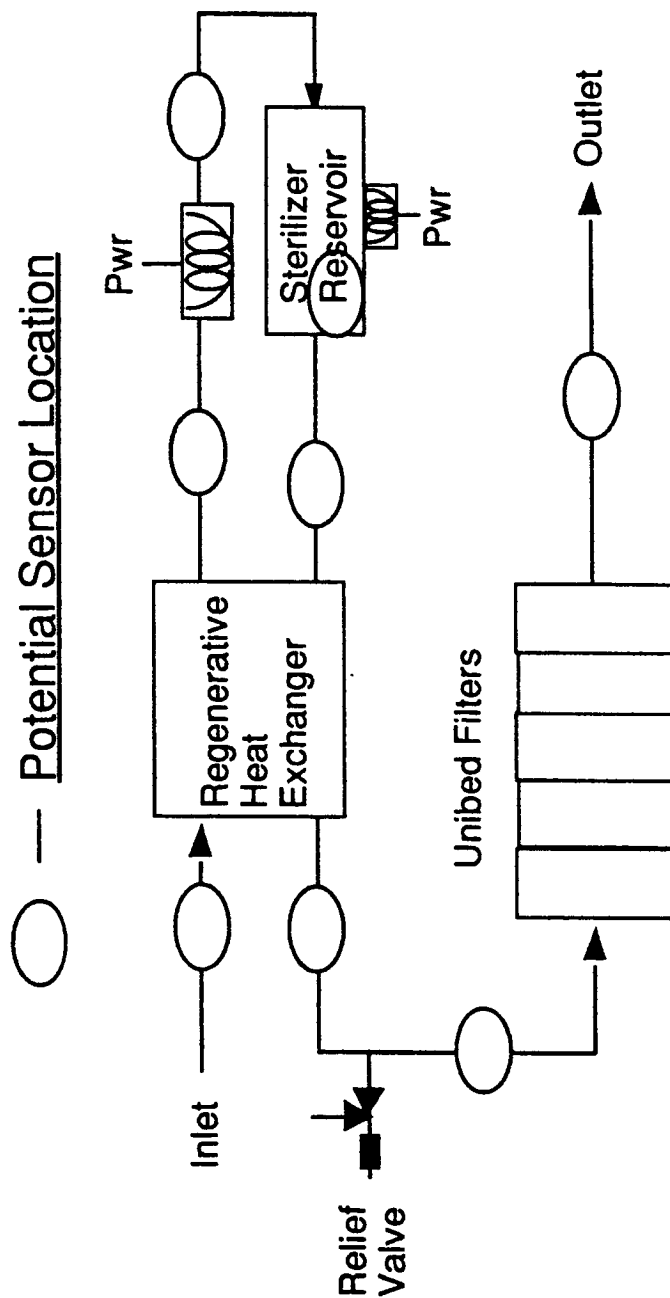 — Potential Sensor Location
Pwr
Inlet
Regenerative
Heat
Exchanger
Sterilizer
Reservoir
Pwr
Relief
Valve
Unibed Filters
Outlet